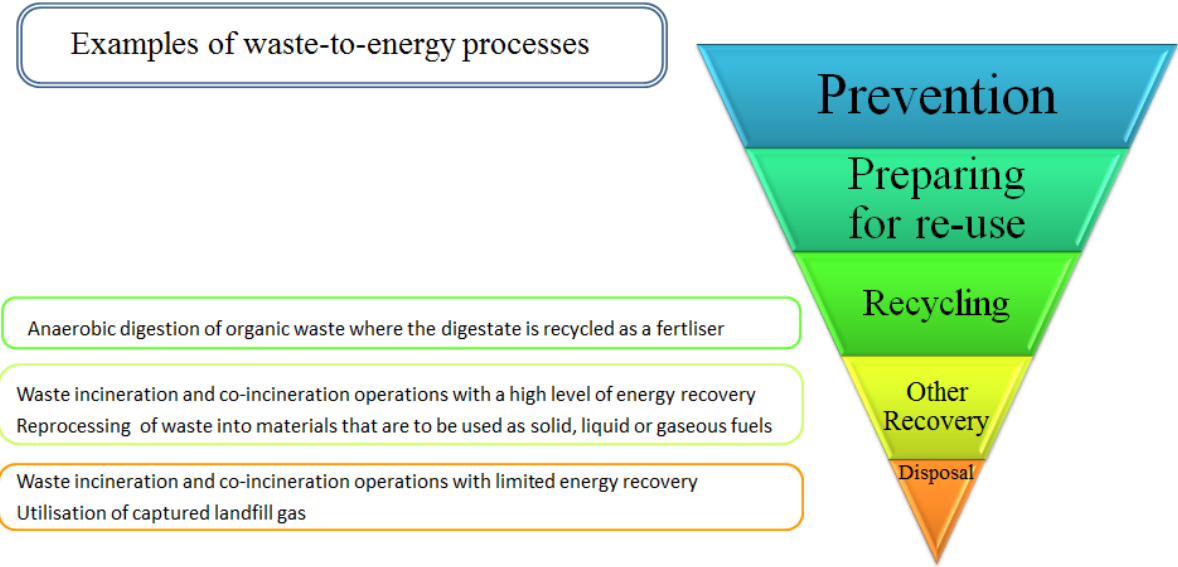 Examples of waste-to-energy processes
Prevention
Preparing
for re-use
Recycling
Anaerobic digestion of organic waste where the digestate is recycled as a fertliser
Other
Recovery
Waste incineration and co-incineration operations with a high level of energy recovery
Reprocessing of waste into materials that are to be used as solid, liquid or gaseous fuels
Disposal
Waste incineration and co-incineration operations with limited energy recovery
Utilisation of captured landfill gas